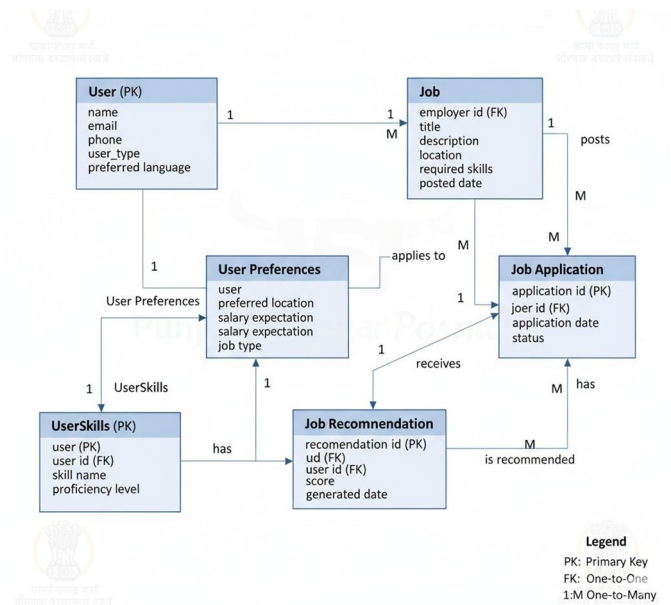 User (PK)
name
email
phone
user_type
preferred language
1
1
M
Job
employer id (FK)
title
description
location
required skills
posted date
1
posts
M
M
M
1
1
User Preferences
User Preferences
user
preferred location
salary expectation
salary expectation
job type
applies to
Job Application
application id (PK)
joer id (FK)
application date
status
1
receives
1
UserSkills
1
M
has
UserSkills (PK)
user (PK)
user id (FK)
skill name
proficiency level
has
Job Recomnendation
recomendation id (PK)
ud (FK)
user id (FK)
score
generated date
M
is recommended
Legend
PK: Primary Key
FK: One-to-One
1:M One-to-Many